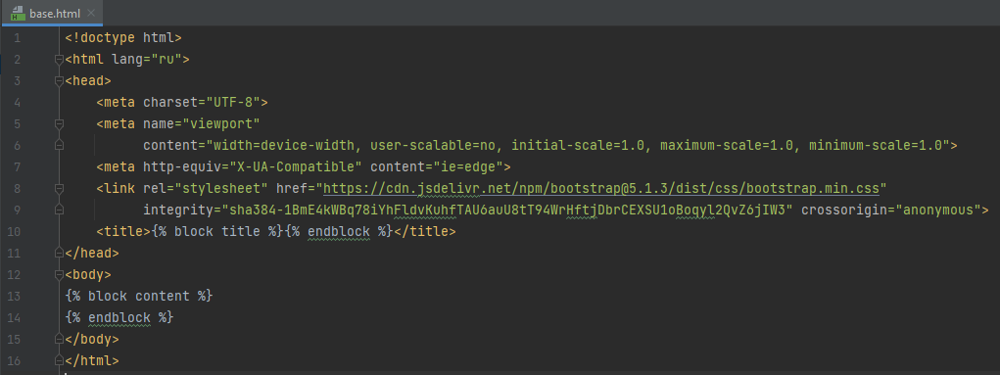 base.html
1 <!doctype html>
2 <html lang="ru">
3 <head>
4 <meta charset="UTF-8">
5 <meta name="viewport"
6 content="width=device-width, user-scalable=no, initial-scale=1.0, maximum-scale=1.0, minimum-scale=1.0">
7 <meta http-equiv="X-UA-Compatible" content="ie=edge">
8 <link rel="stylesheet" href="https://cdn.jsdelivr.net/npm/bootstrap@5.1.3/dist/css/bootstrap.min.css"
9 integrity="sha384-1BmE4kWBq78iYhFldvKuhfTAU6auU8tT94WrHftjDbrCEXSU1oBoqyl2QvZ6jIW3" crossorigin="anonymous">
10 <title>{% block title %}{% endblock %}</title>
11 </head>
12 <body>
13 {% block content %}
14 {% endblock %}
15 </body>
16 </html>